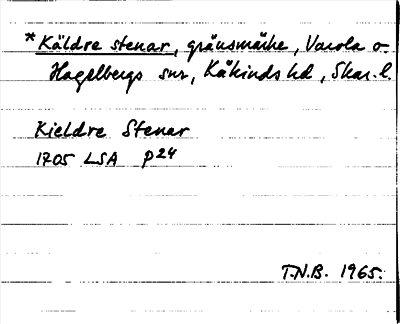 * Käldre stenar, gränsmärke, Varola o.
Hagelbergs snr, Kåkinds hd, Skar. l.
Kieldre Stenar
1705 LSA p24
T.N.B. 1965.